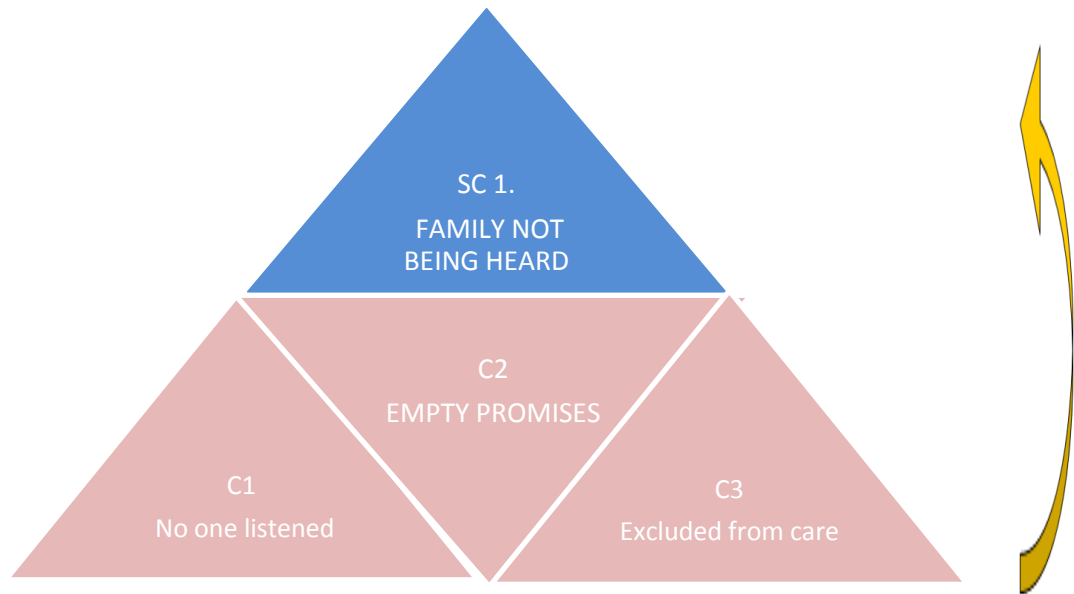 SC 1.
FAMILY NOT
BEING HEARD
C2
EMPTY PROMISES
C1
No one listened
C3
Excluded from care